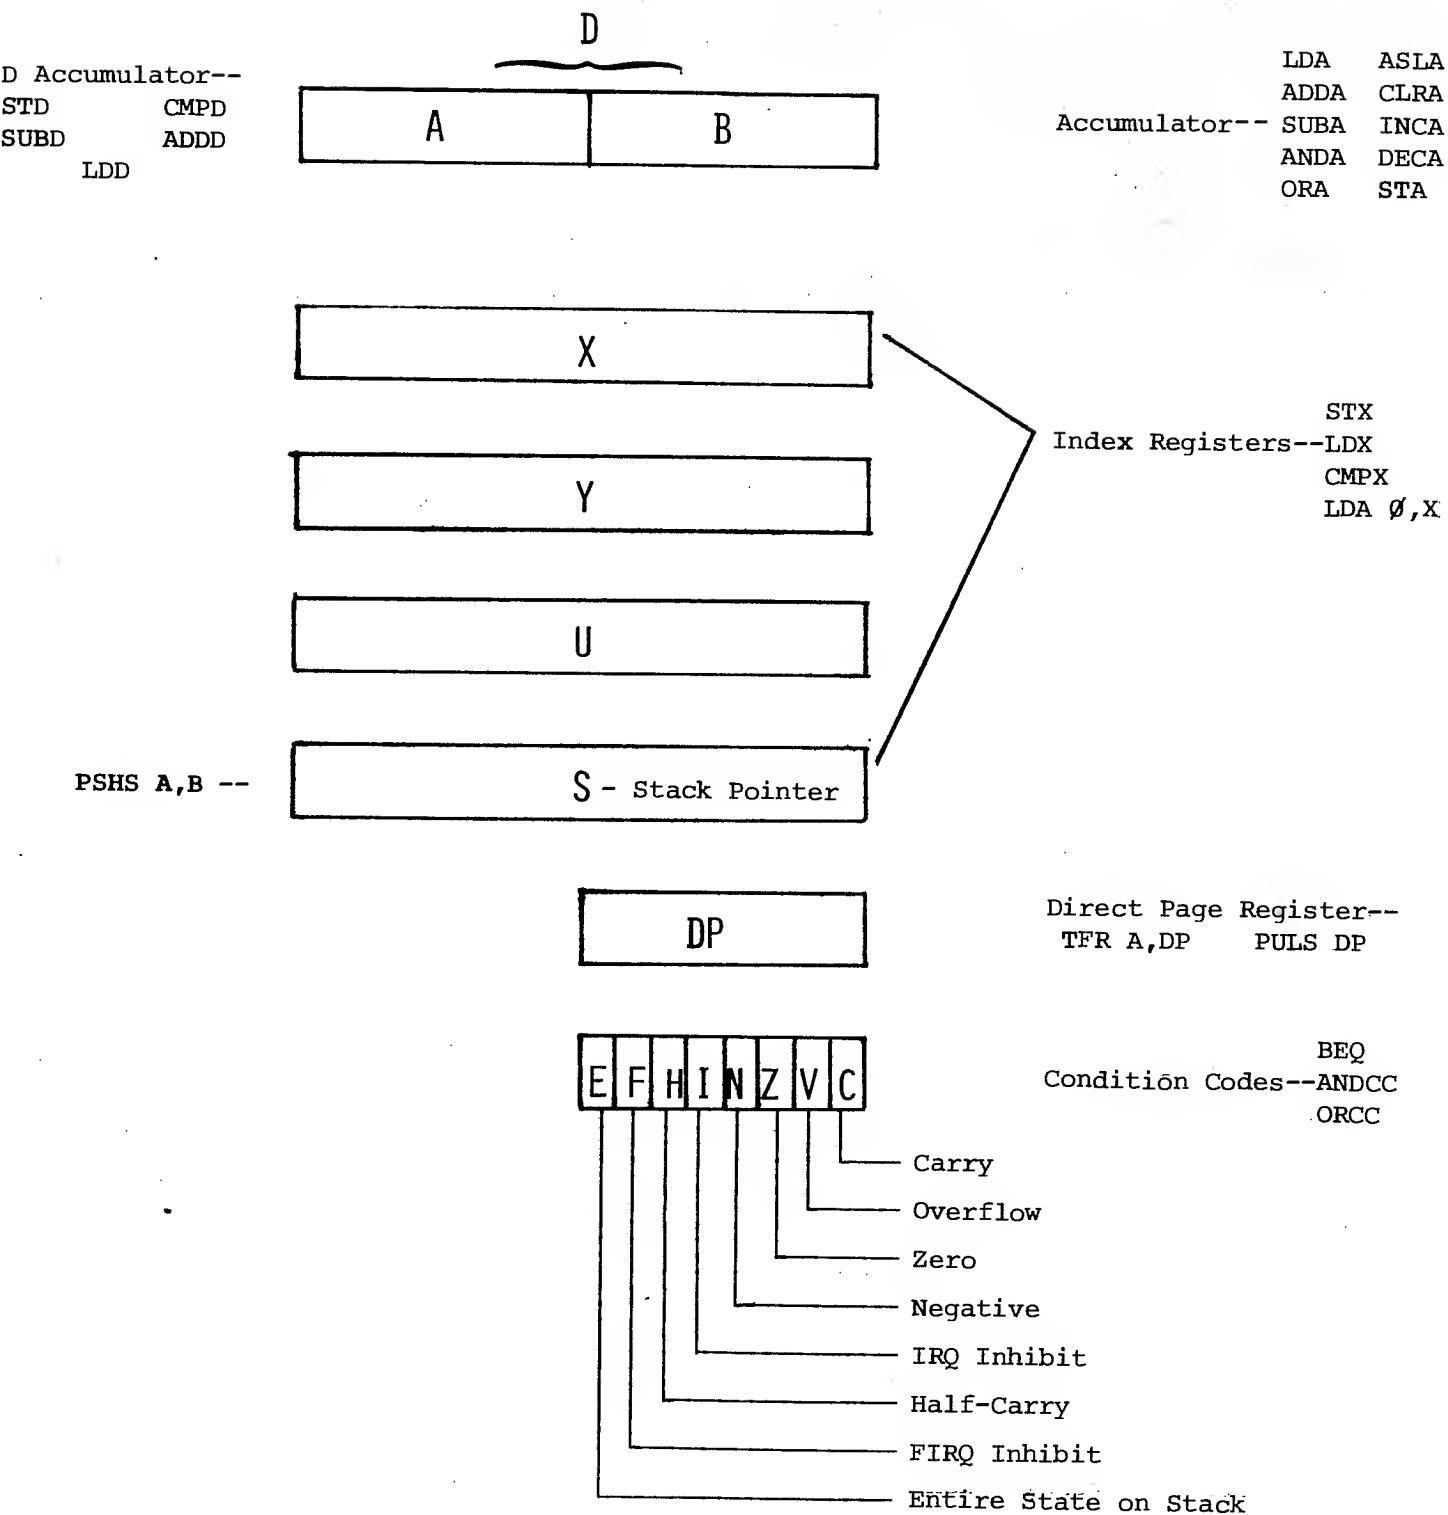 D
D Accumulator--
STD CMPD
SUBD ADDD
LDD
A B
LDA ASLA
ADDA CLRA
Accumulator-- SUBA INCA
ANDA DECA
ORA STA
X
STX
Index Registers--LDX
CMPX
LDA Ø,X
Y
U
PSHS A,B --
S - Stack Pointer
DP
Direct Page Register--
TFR A,DP PULS DP
E F H I N Z V C
BEQ
Condition Codes--ANDCC
ORCC
Carry
Overflow
Zero
Negative
IRQ Inhibit
Half-Carry
FIRQ Inhibit
Entire State on Stack